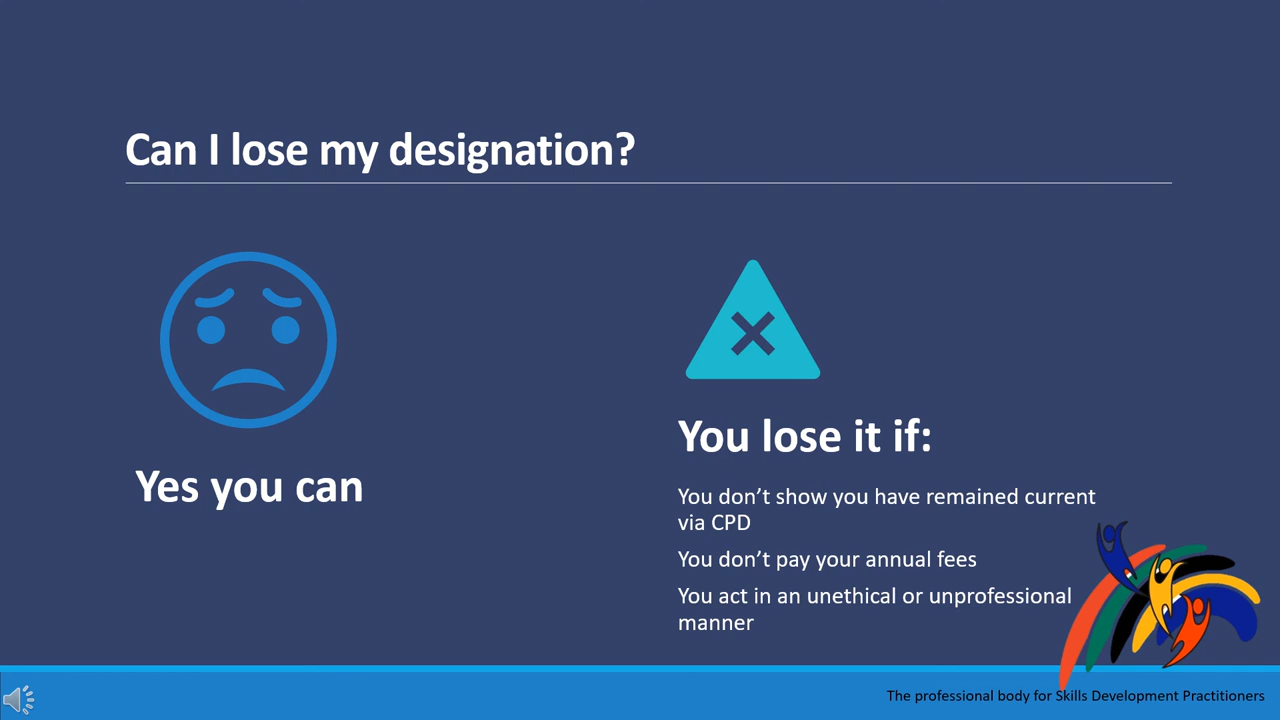 Can I lose my designation?
Yes you can
You lose it if:
You don’t show you have remained current
via CPD
You don’t pay your annual fees
You act in an unethical or unprofessional
manner
The professional body for Skills Development Practitioners